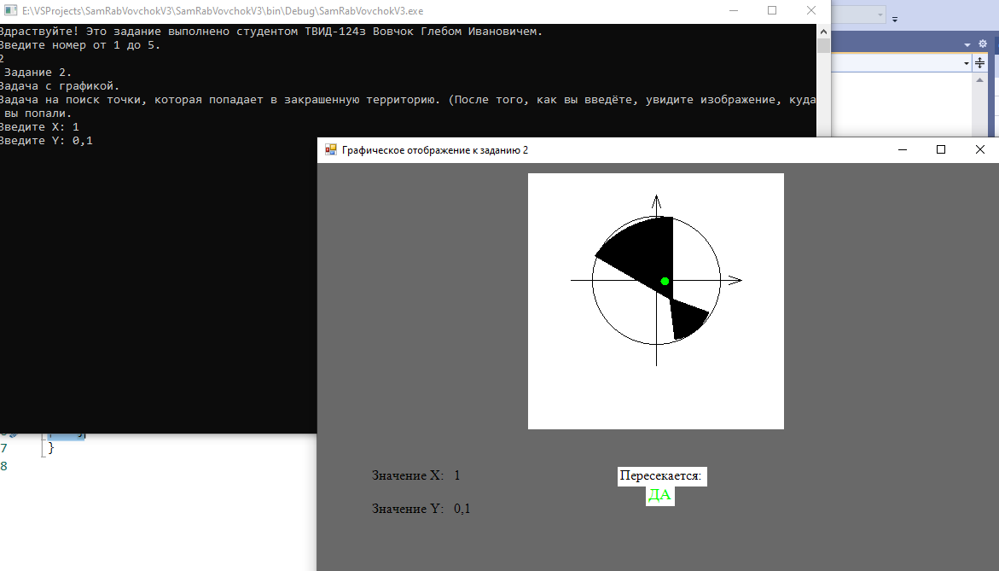 E:\VSProjects\SamRabVovchokV3\SamRabVovchokV3\bin\Debug\SamRabVovchokV3.exe
Здраствуйте! Это задание выполнено студентом ТВИД-124з Вовчок Глебом Ивановичем.
Введите номер от 1 до 5.
2
Задание 2.
Задача с графикой.
Задача на поиск точки, которая попадает в закрашенную территорию. (После того, как вы введёте, увидите изображение, куда
вы попали.
Введите X: 1
Введите Y: 0,1
Графическое отображение к заданию 2
Значение X: 1
Пересекается:
ДА
Значение Y: 0,1
7 }
8